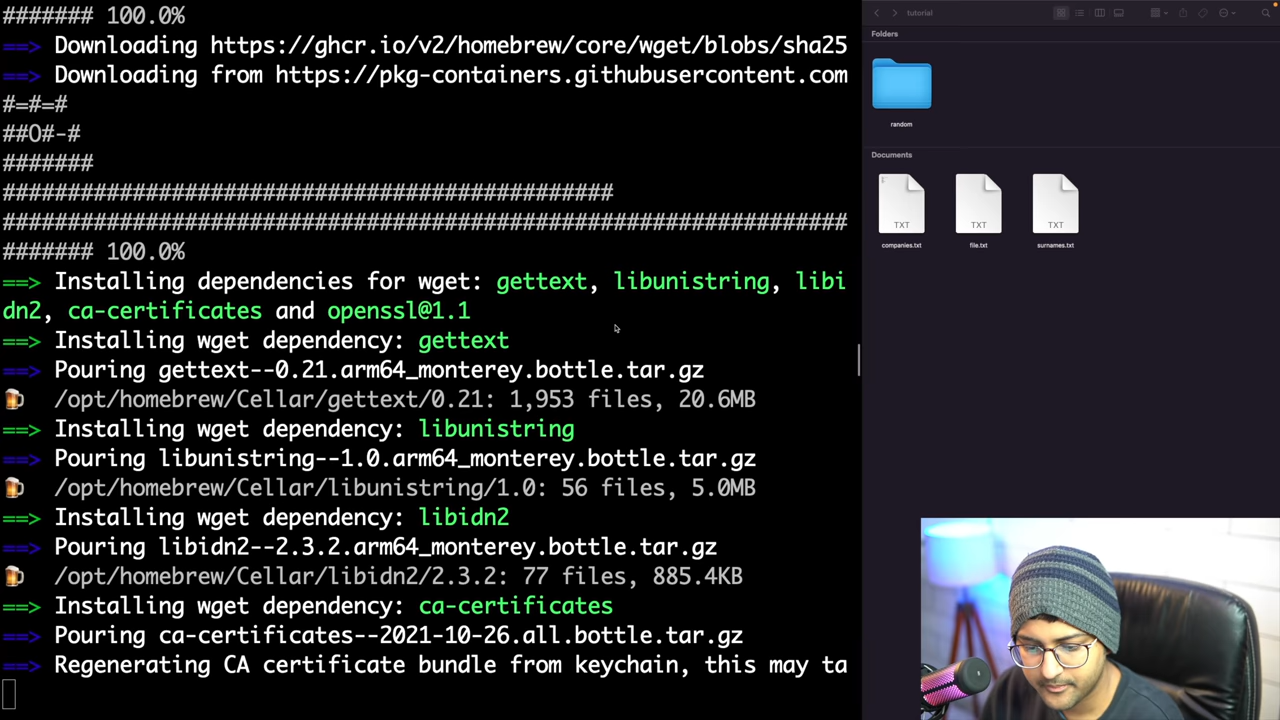 ####### 100.0%
==> Downloading https://ghcr.io/v2/homebrew/core/wget/blobs/sha25
==> Downloading from https://pkg-containers.githubusercontent.com
#=#=#
##O#-#
#######
###############################################
#################################################################
####### 100.0%
==> Installing dependencies for wget: gettext, libunistring, libi
dn2, ca-certificates and openssl@1.1
==> Installing wget dependency: gettext
==> Pouring gettext--0.21.arm64_monterey.bottle.tar.gz
🍺 /opt/homebrew/Cellar/gettext/0.21: 1,953 files, 20.6MB
==> Installing wget dependency: libunistring
==> Pouring libunistring--1.0.arm64_monterey.bottle.tar.gz
🍺 /opt/homebrew/Cellar/libunistring/1.0: 56 files, 5.0MB
==> Installing wget dependency: libidn2
==> Pouring libidn2--2.3.2.arm64_monterey.bottle.tar.gz
🍺 /opt/homebrew/Cellar/libidn2/2.3.2: 77 files, 885.4KB
==> Installing wget dependency: ca-certificates
==> Pouring ca-certificates--2021-10-26.all.bottle.tar.gz
==> Regenerating CA certificate bundle from keychain, this may ta
tutorial
Folders
random
Documents
TXT TXT TXT
companies.txt file.txt surnames.txt